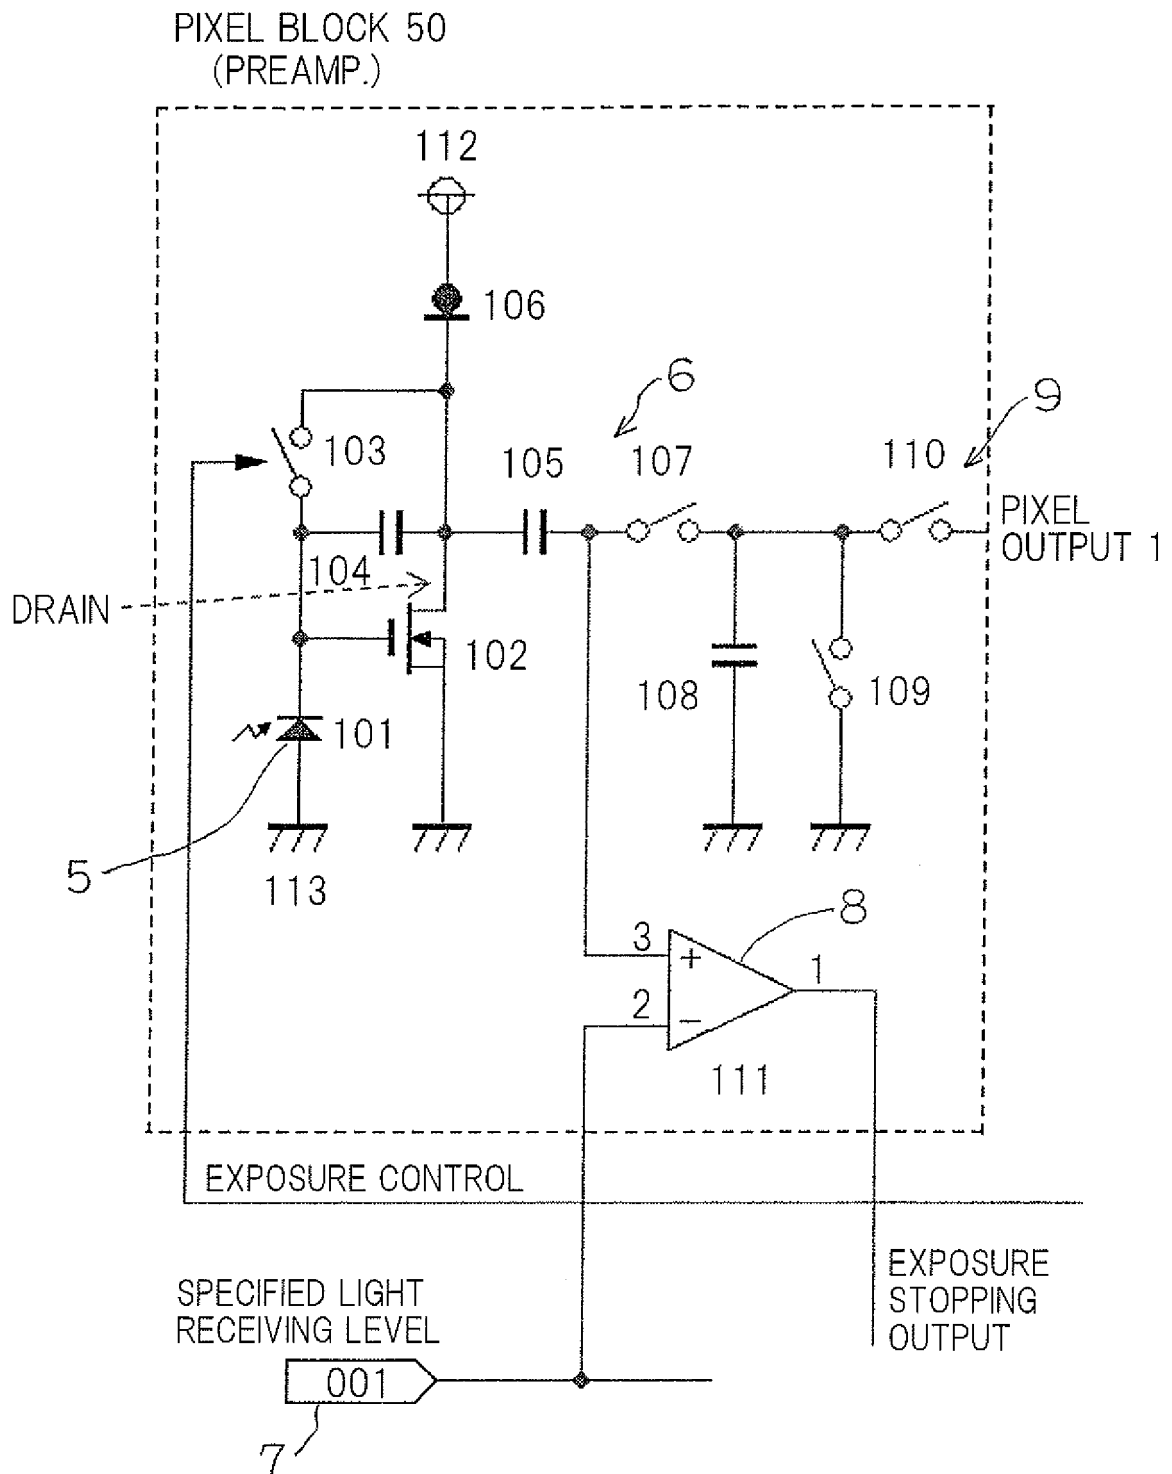 PIXEL BLOCK 50
(PREAMP.)
112
106
6
9
103
105
107
110
PIXEL
OUTPUT 1
104
DRAIN
102
108
109
101
5
113
8
3
+
1
2
−
111
EXPOSURE CONTROL
EXPOSURE
STOPPING
OUTPUT
SPECIFIED LIGHT
RECEIVING LEVEL
001
7